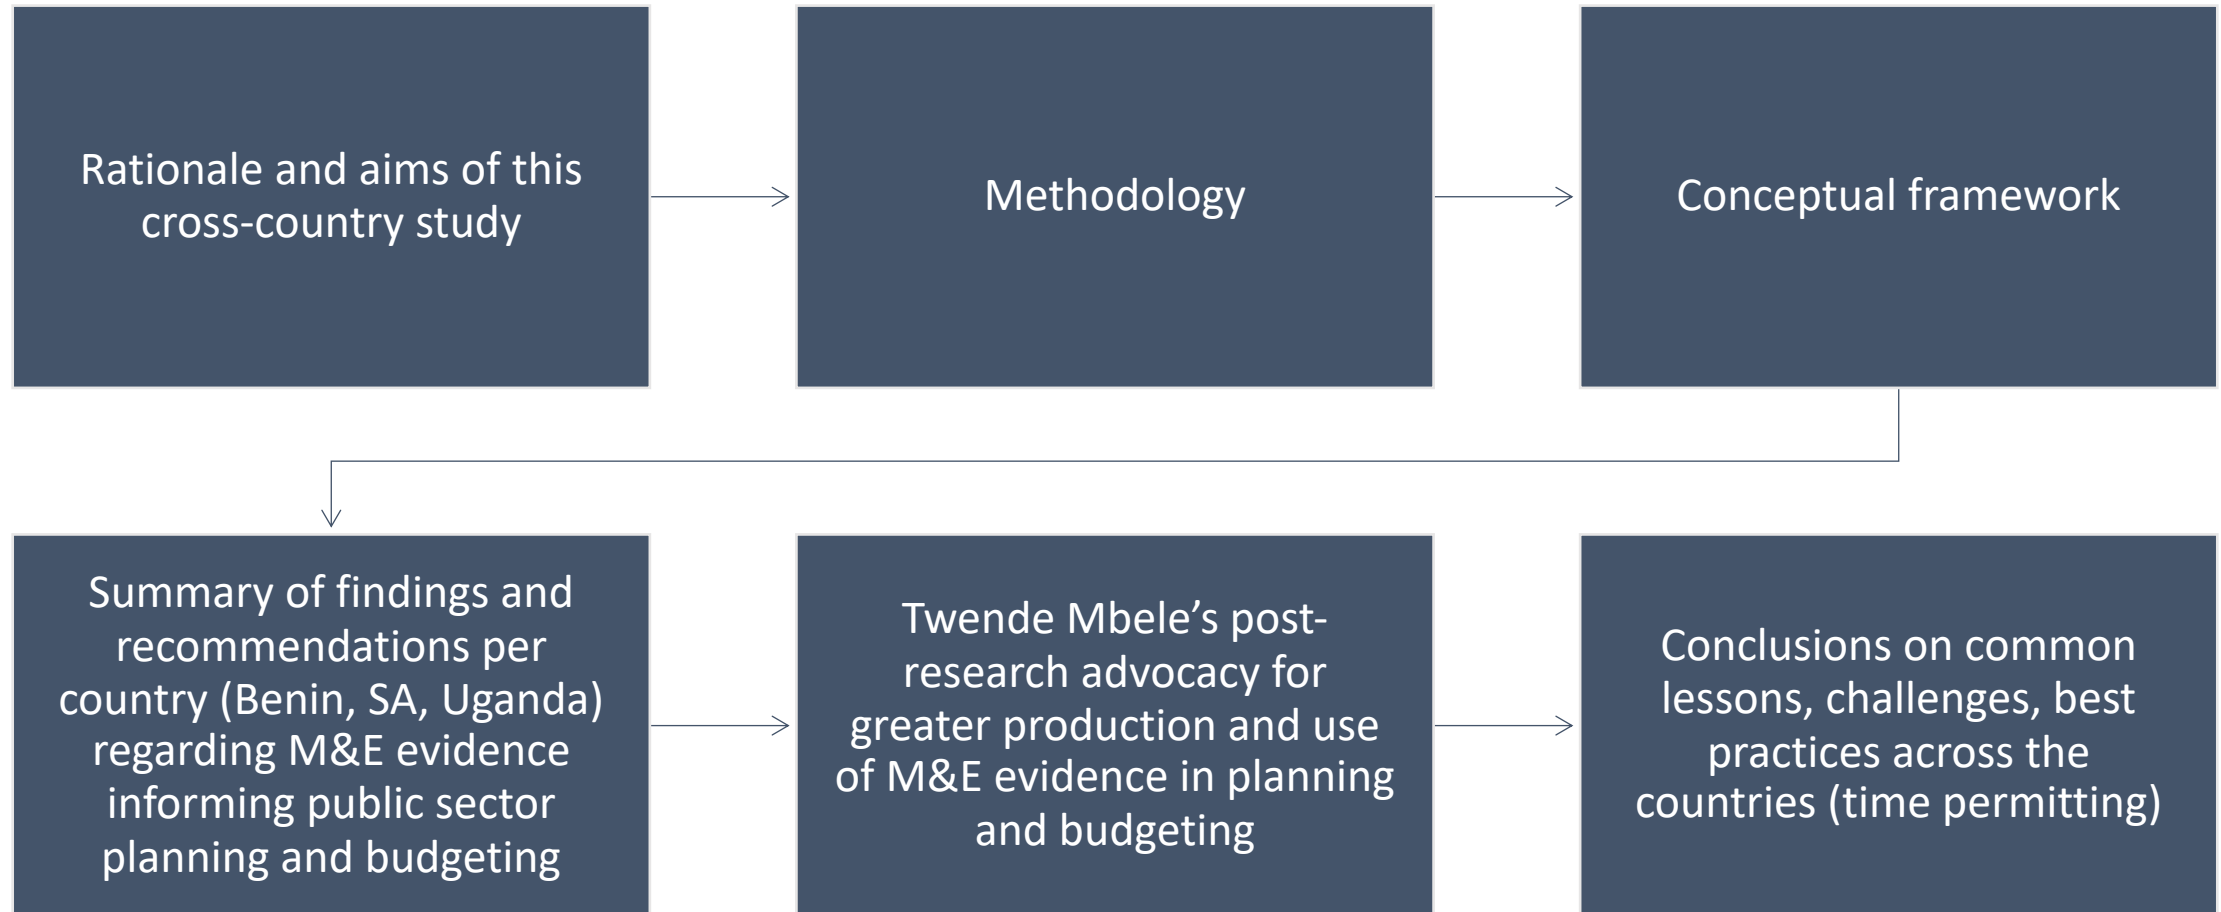 Rationale and aims of this
cross-country study
Methodology
Conceptual framework
Summary of findings and
recommendations per
country (Benin, SA, Uganda)
regarding M&E evidence
informing public sector
planning and budgeting
Twende Mbele’s post-
research advocacy for
greater production and use
of M&E evidence in planning
and budgeting
Conclusions on common
lessons, challenges, best
practices across the
countries (time permitting)